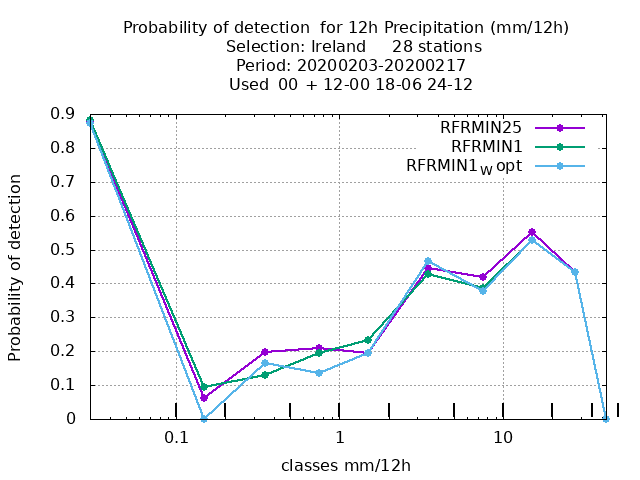 Probability of detection  for 12h Precipitation (mm/12h)
Selection: Ireland     28 stations
Period: 20200203-20200217
Used  00  + 12-00 18-06 24-12
0.9
0.8
0.7
0.6
0.5
0.4
0.3
0.2
0.1
0
Probability of detection
RFRMIN25
RFRMIN1
RFRMIN1W opt
0.1
1
10
classes mm/12h